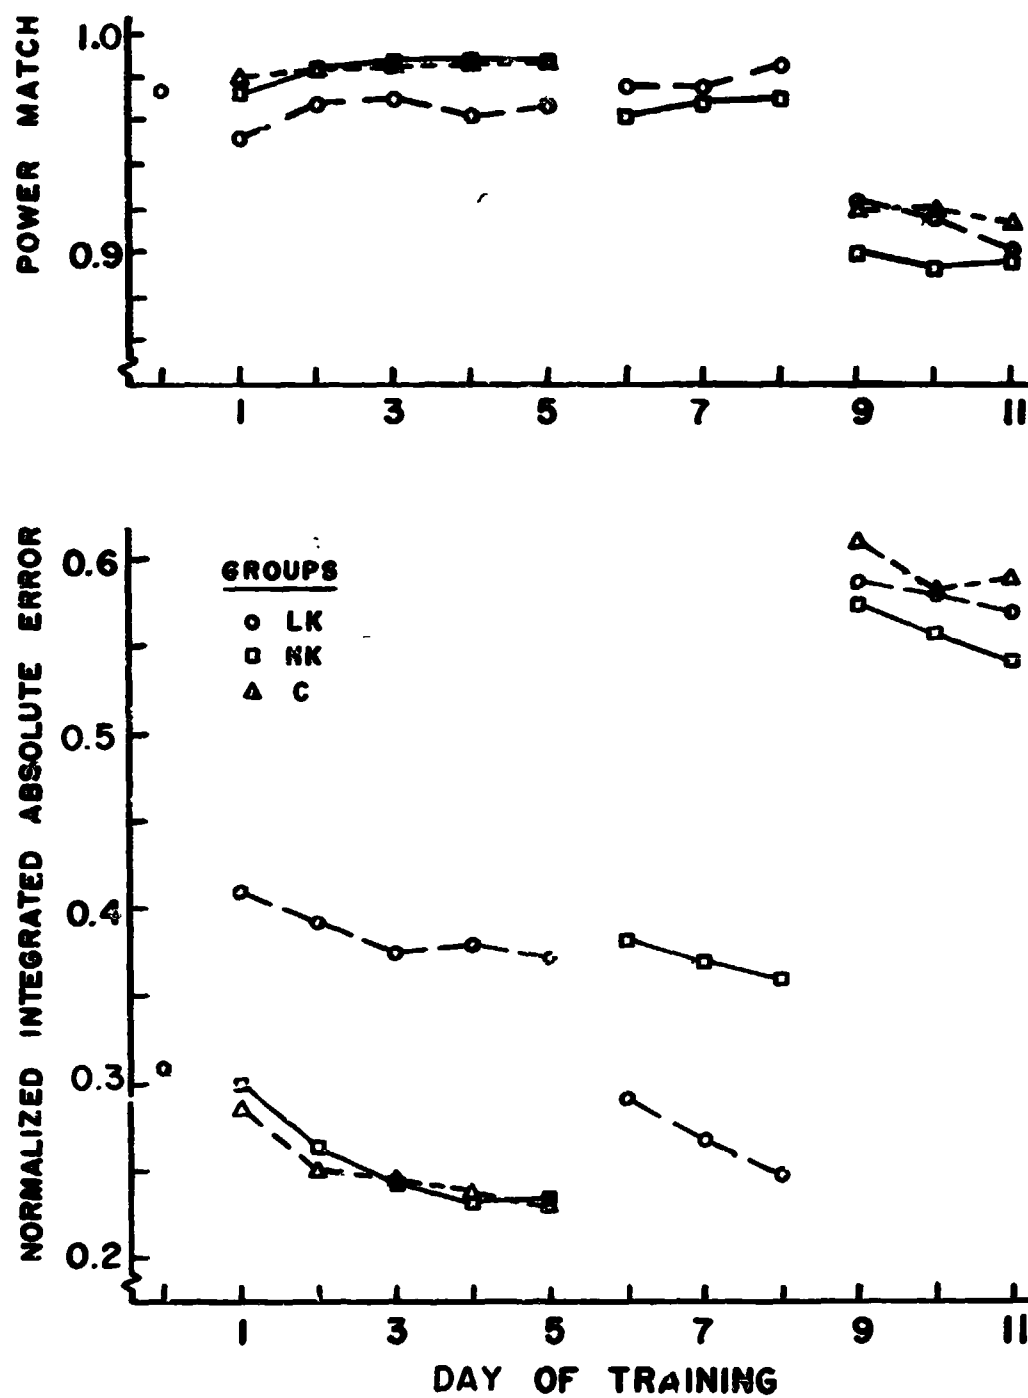 POWER MATCH
1.0
0.9
1 3 5 7 9 11
NORMALIZED INTEGRATED ABSOLUTE ERROR
0.6
0.5
0.4
0.3
0.2
GROUPS
LK
NK
C
1 3 5 7 9 11
DAY OF TRAINING